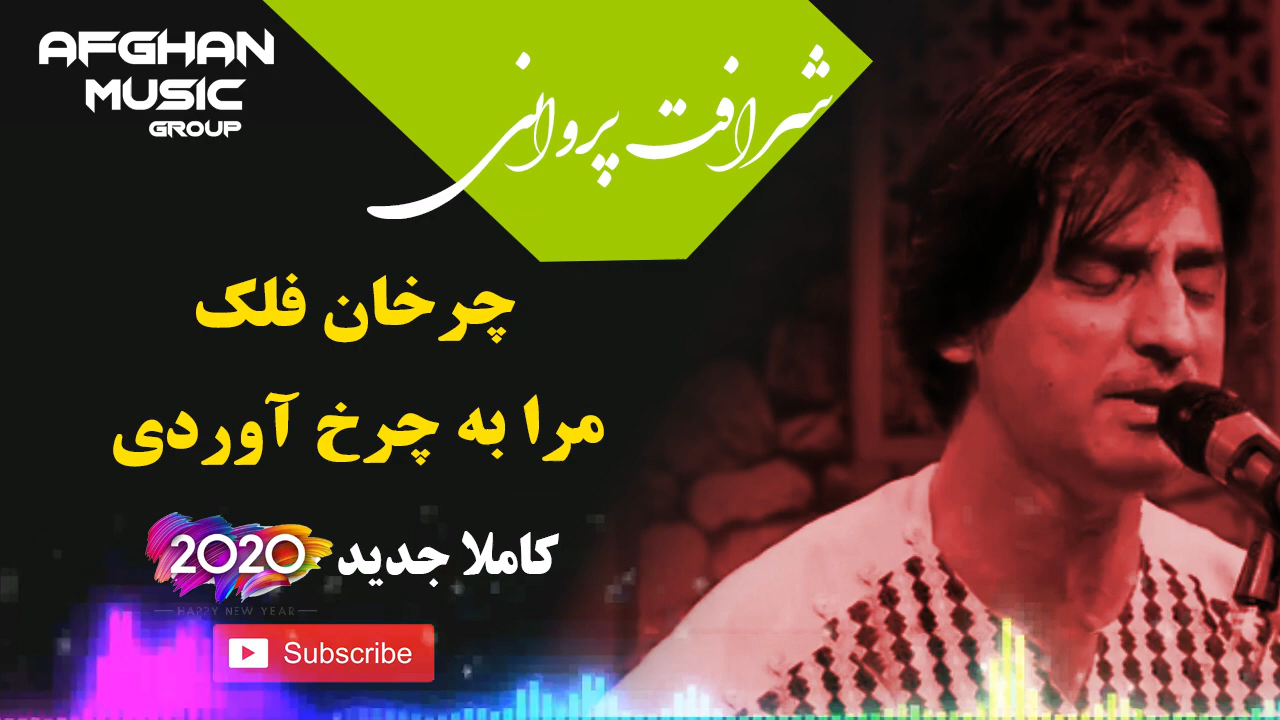 AFGHAN
MUSIC
GROUP
شرافت پروانی
چرخان فلک
مرا به چرخ آوردی
کاملا جدید 2020
HAPPY NEW YEAR
Subscribe